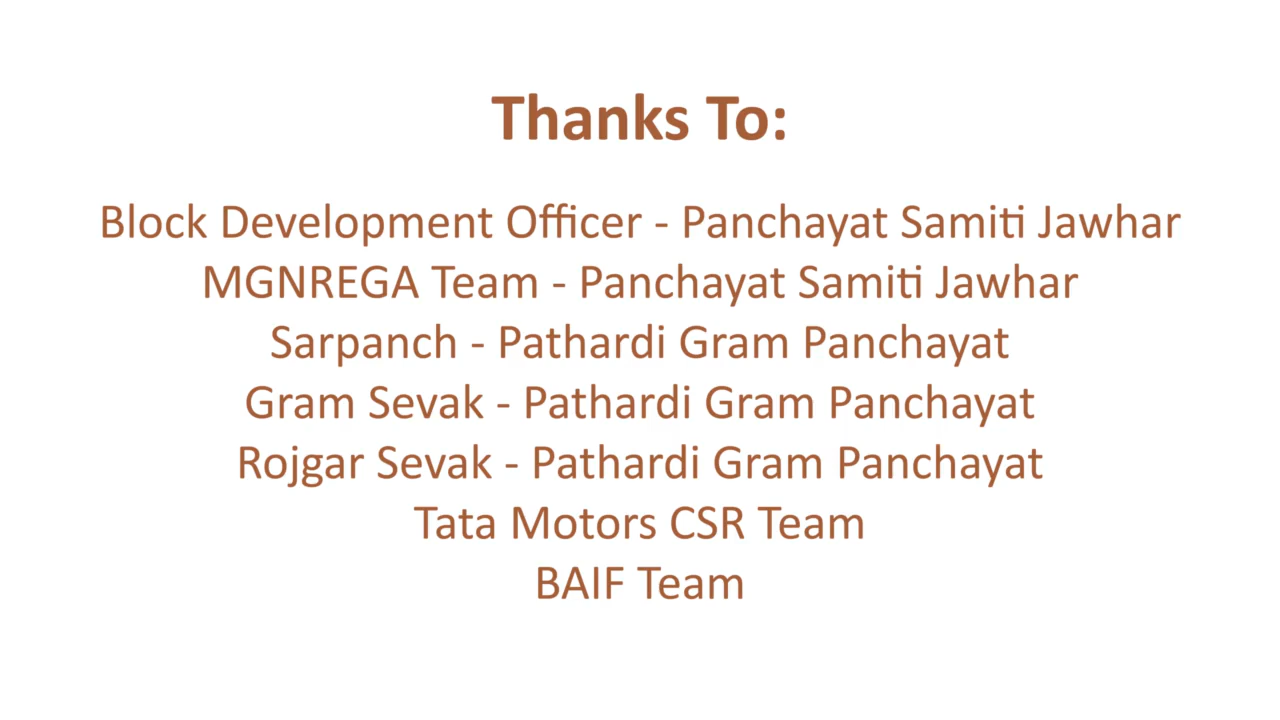 Thanks To:
Block Development Officer - Panchayat Samiti Jawhar
MGNREGA Team - Panchayat Samiti Jawhar
Sarpanch - Pathardi Gram Panchayat
Gram Sevak - Pathardi Gram Panchayat
Rojgar Sevak - Pathardi Gram Panchayat
Tata Motors CSR Team
BAIF Team